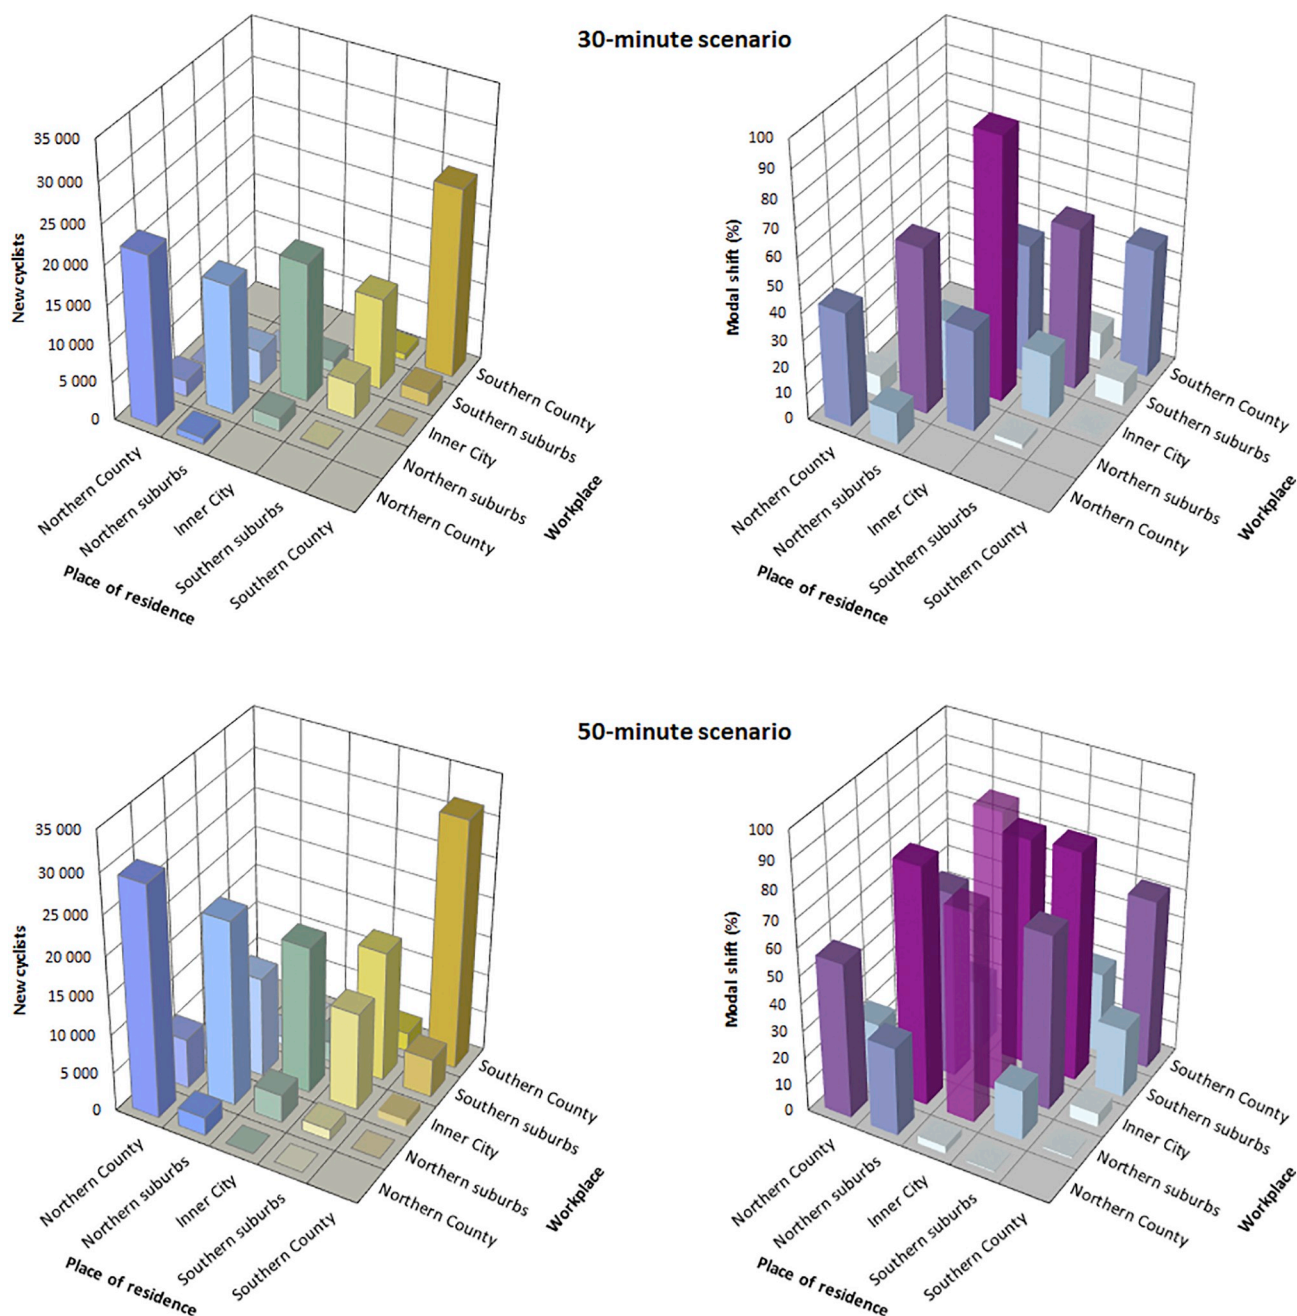 30-minute scenario
New cyclists
35 000
30 000
25 000
20 000
15 000
10 000
5 000
0
Northern County
Northern suburbs
Inner City
Southern suburbs
Southern County
Place of residence
Southern County
Southern suburbs
Inner City
Northern suburbs
Northern County
Workplace
Modal shift (%)
100
90
80
70
60
50
40
30
20
10
0
Northern County
Northern suburbs
Inner City
Southern suburbs
Southern County
Place of residence
Southern County
Southern suburbs
Inner City
Northern suburbs
Northern County
Workplace
50-minute scenario
New cyclists
35 000
30 000
25 000
20 000
15 000
10 000
5 000
0
Northern County
Northern suburbs
Inner City
Southern suburbs
Southern County
Place of residence
Southern County
Southern suburbs
Inner City
Northern suburbs
Northern County
Workplace
Modal shift (%)
100
90
80
70
60
50
40
30
20
10
0
Northern County
Northern suburbs
Inner City
Southern suburbs
Southern County
Place of residence
Southern County
Southern suburbs
Inner City
Northern suburbs
Northern County
Workplace